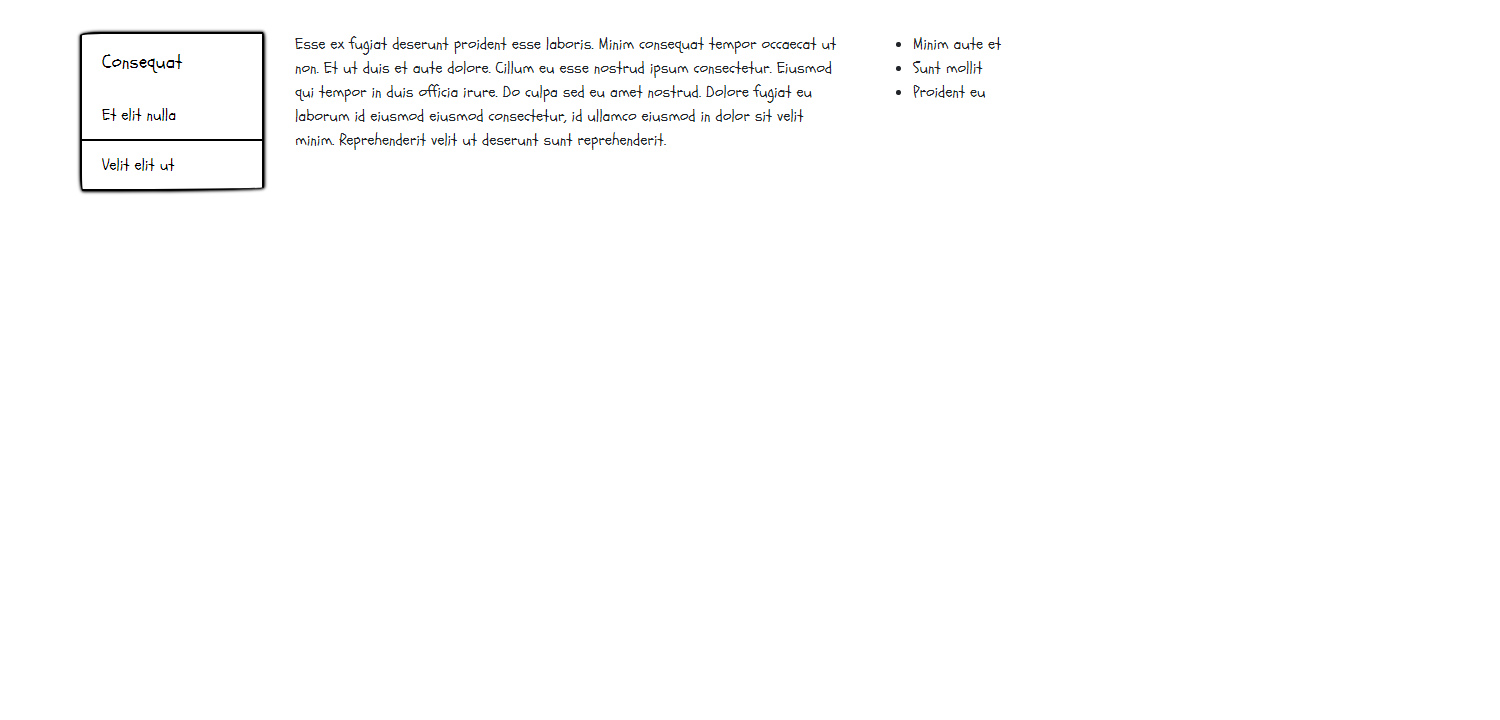 Consequat
Et elit nulla
Velit elit ut
Esse ex fugiat deserunt proident esse laboris. Minim consequat tempor occaecat ut
non. Et ut duis et aute dolore. Cillum eu esse nostrud ipsum consectetur. Eiusmod
qui tempor in duis officia irure. Do culpa sed eu amet nostrud. Dolore fugiat eu
laborum id eiusmod eiusmod consectetur, id ullamco eiusmod in dolor sit velit
minim. Reprehenderit velit ut deserunt sunt reprehenderit.
Minim aute et
Sunt mollit
Proident eu